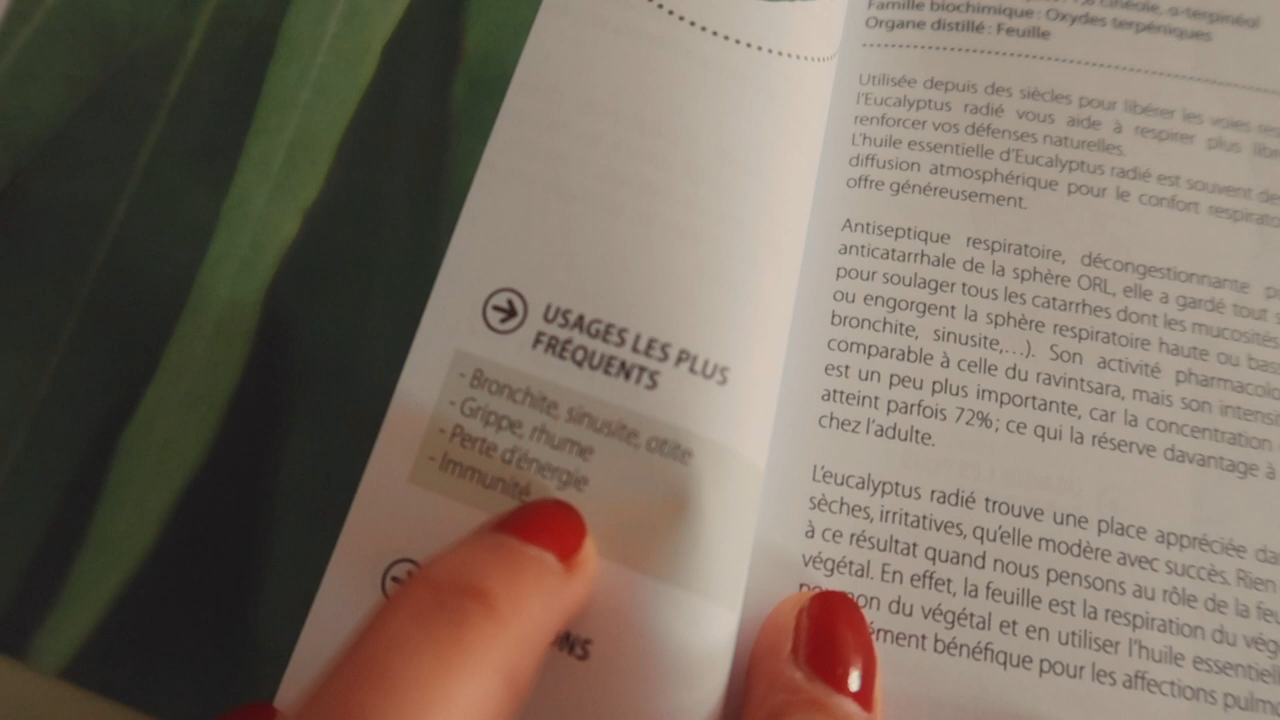 USAGES LES PLUS
FRÉQUENTS
- Bronchite, sinusite, otite
- Grippe, rhume
- Perte d'énergie
- Immunité
NS
Cinéole, α-terpinéol
Famille biochimique : Oxydes terpéniques
Organe distillé : Feuille
Utilisée depuis des siècles pour libérer les voies
l'Eucalyptus radié vous aide à respirer plus
renforcer vos défenses naturelles.
L'huile essentielle d'Eucalyptus radié est souvent
diffusion atmosphérique pour le confort
offre généreusement.
Antiseptique respiratoire, décongestionnante
anticatarrhale de la sphère ORL, elle a gardé tout
pour soulager tous les catarrhes dont les mucosités
ou engorgent la sphère respiratoire haute ou
bronchite, sinusite,...). Son activité
comparable à celle du ravintsara, mais son
est un peu plus importante, car la concentration
atteint parfois 72%; ce qui la réserve davantage à
chez l'adulte.
L'eucalyptus radié trouve une place appréciée
sèches, irritatives, qu'elle modère avec succès. Rien
à ce résultat quand nous pensons au rôle de la
végétal. En effet, la feuille est la respiration du
du végétal et en utiliser l'huile
bénéfique pour les affections